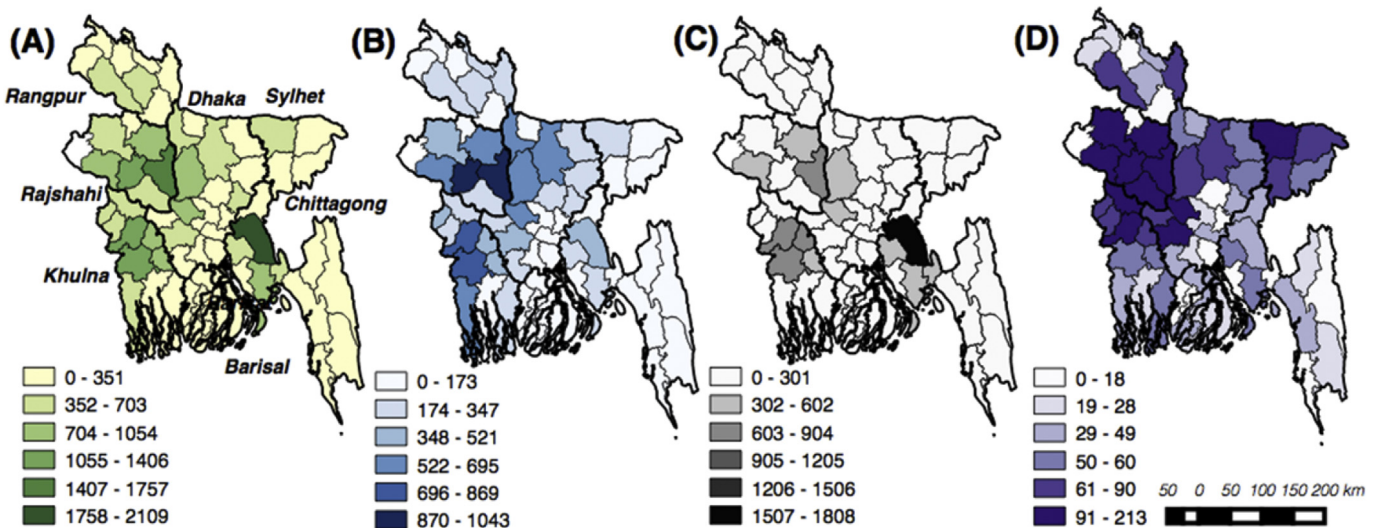 (A)
(B)
(C)
(D)
Rangpur
Dhaka
Sylhet
Rajshahi
Chittagong
Khulna
Barisal
0 - 351
352 - 703
704 - 1054
1055 - 1406
1407 - 1757
1758 - 2109
0 - 173
174 - 347
348 - 521
522 - 695
696 - 869
870 - 1043
0 - 301
302 - 602
603 - 904
905 - 1205
1206 - 1506
1507 - 1808
0 - 18
19 - 28
29 - 49
50 - 60
61 - 90
91 - 213
50 0 50 100 150 200 km